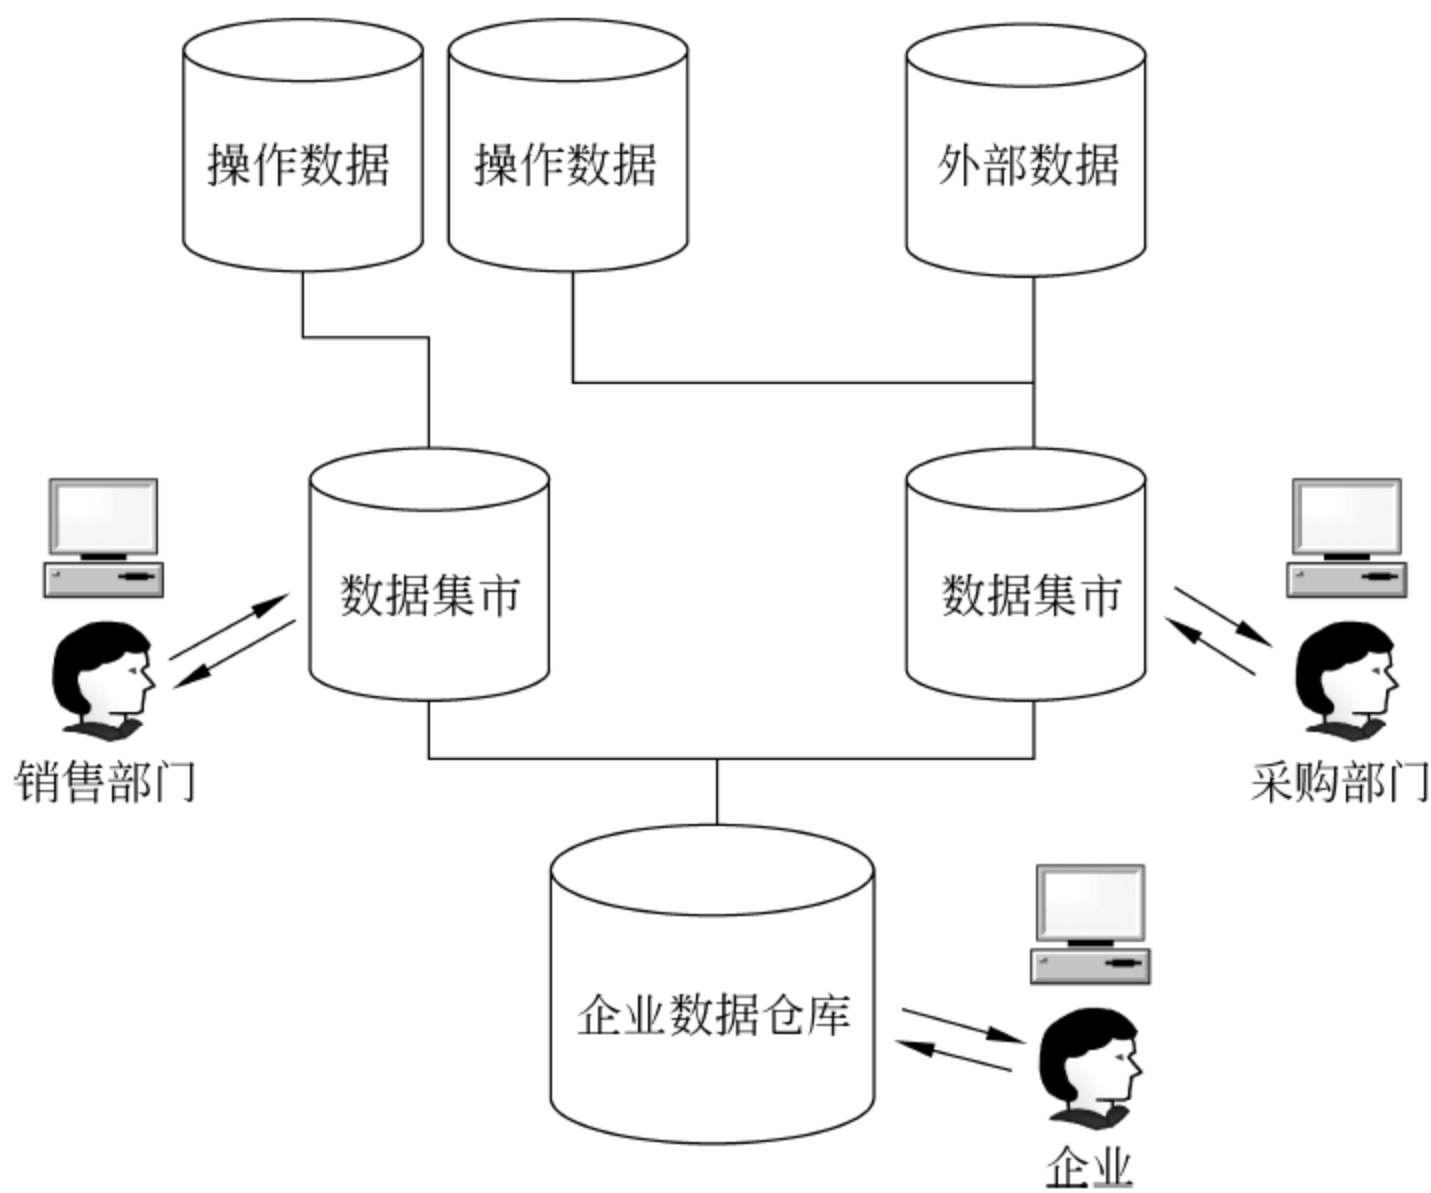 操作数据
操作数据
外部数据
数据集市
数据集市
销售部门
采购部门
企业数据仓库
企业